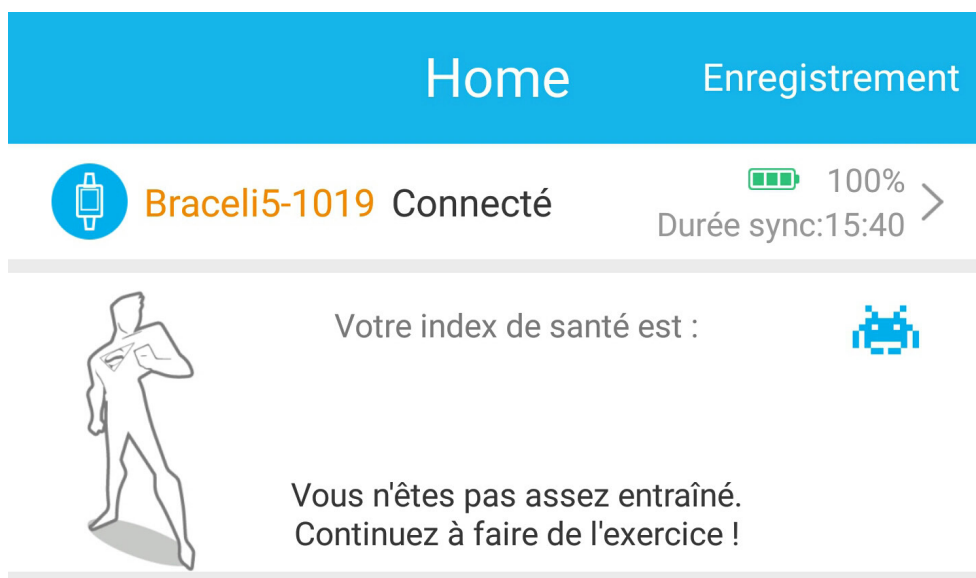 Home
Enregistrement
Braceli5-1019 Connecté
100%
Durée sync:15:40
Votre index de santé est :
Vous n'êtes pas assez entraîné.
Continuez à faire de l'exercice !